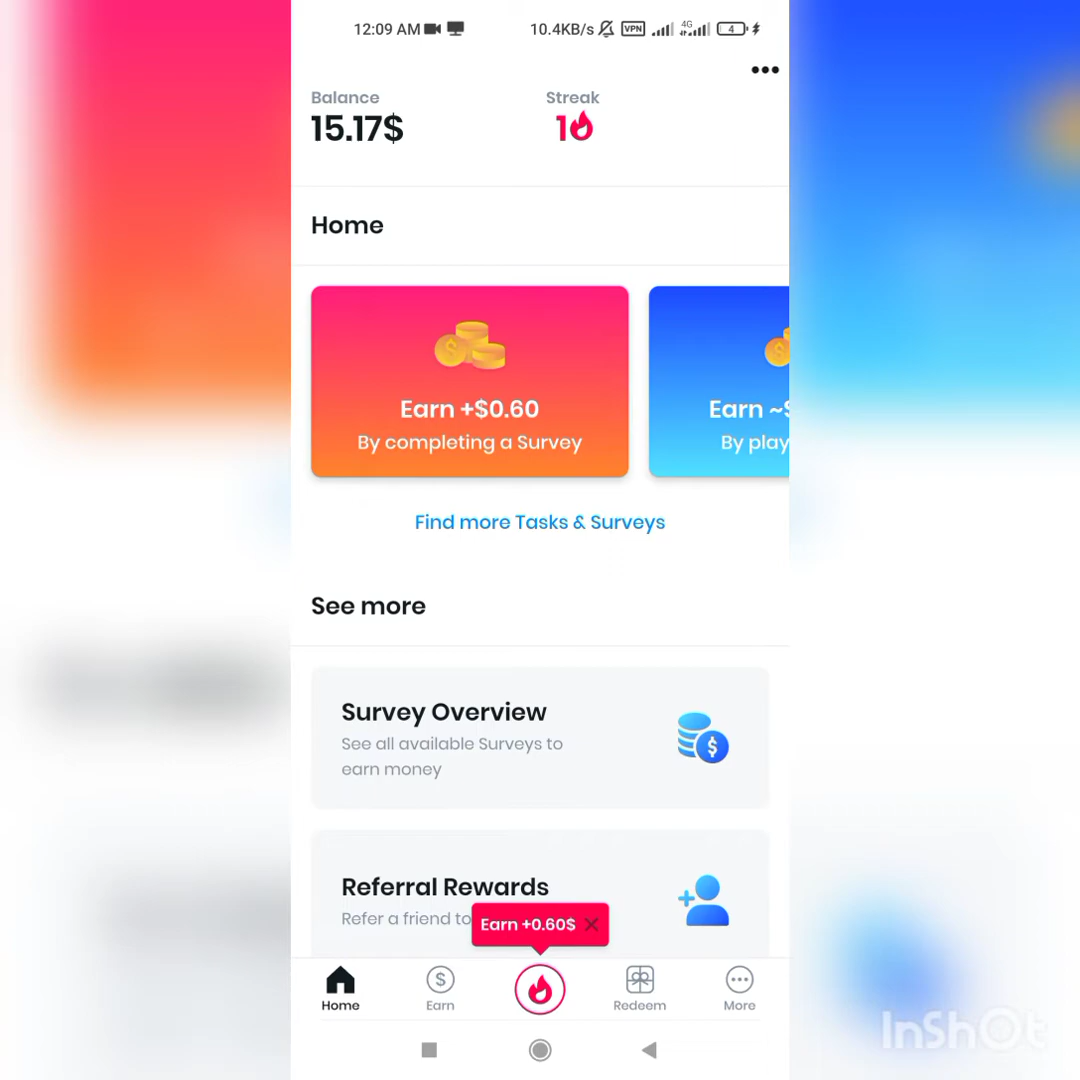 12:09 AM 10.4KB/s VPN 4G 4
Balance Streak
15.17$ 1
Home
Earn +$0.60 Earn ~$
By completing a Survey By play
Find more Tasks & Surveys
See more
Survey Overview
See all available Surveys to
earn money
Referral Rewards
Refer a friend to
Earn +0.60$
Home Earn Redeem More
InShOt